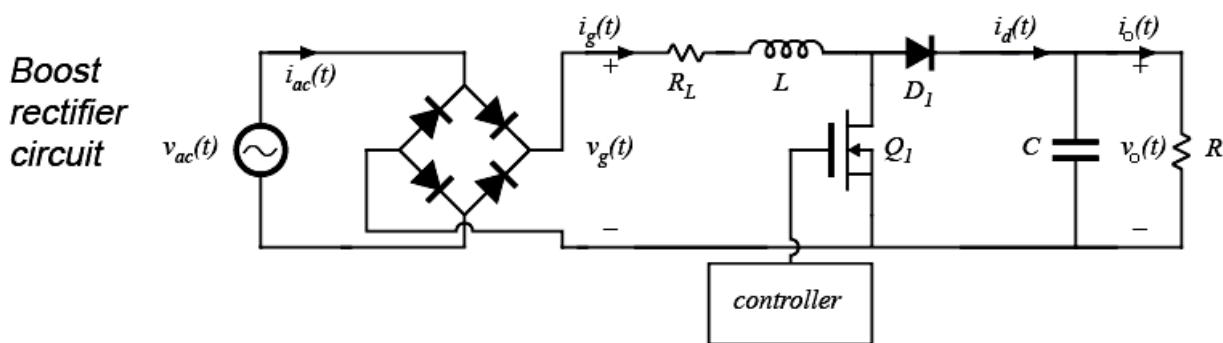 Boost
rectifier
circuit
i_ac(t)
v_ac(t)
i_g(t)
+
v_g(t)
−
R_L
L
D_1
Q_1
controller
i_d(t)
C
i_o(t)
+
v_o(t)
−
R